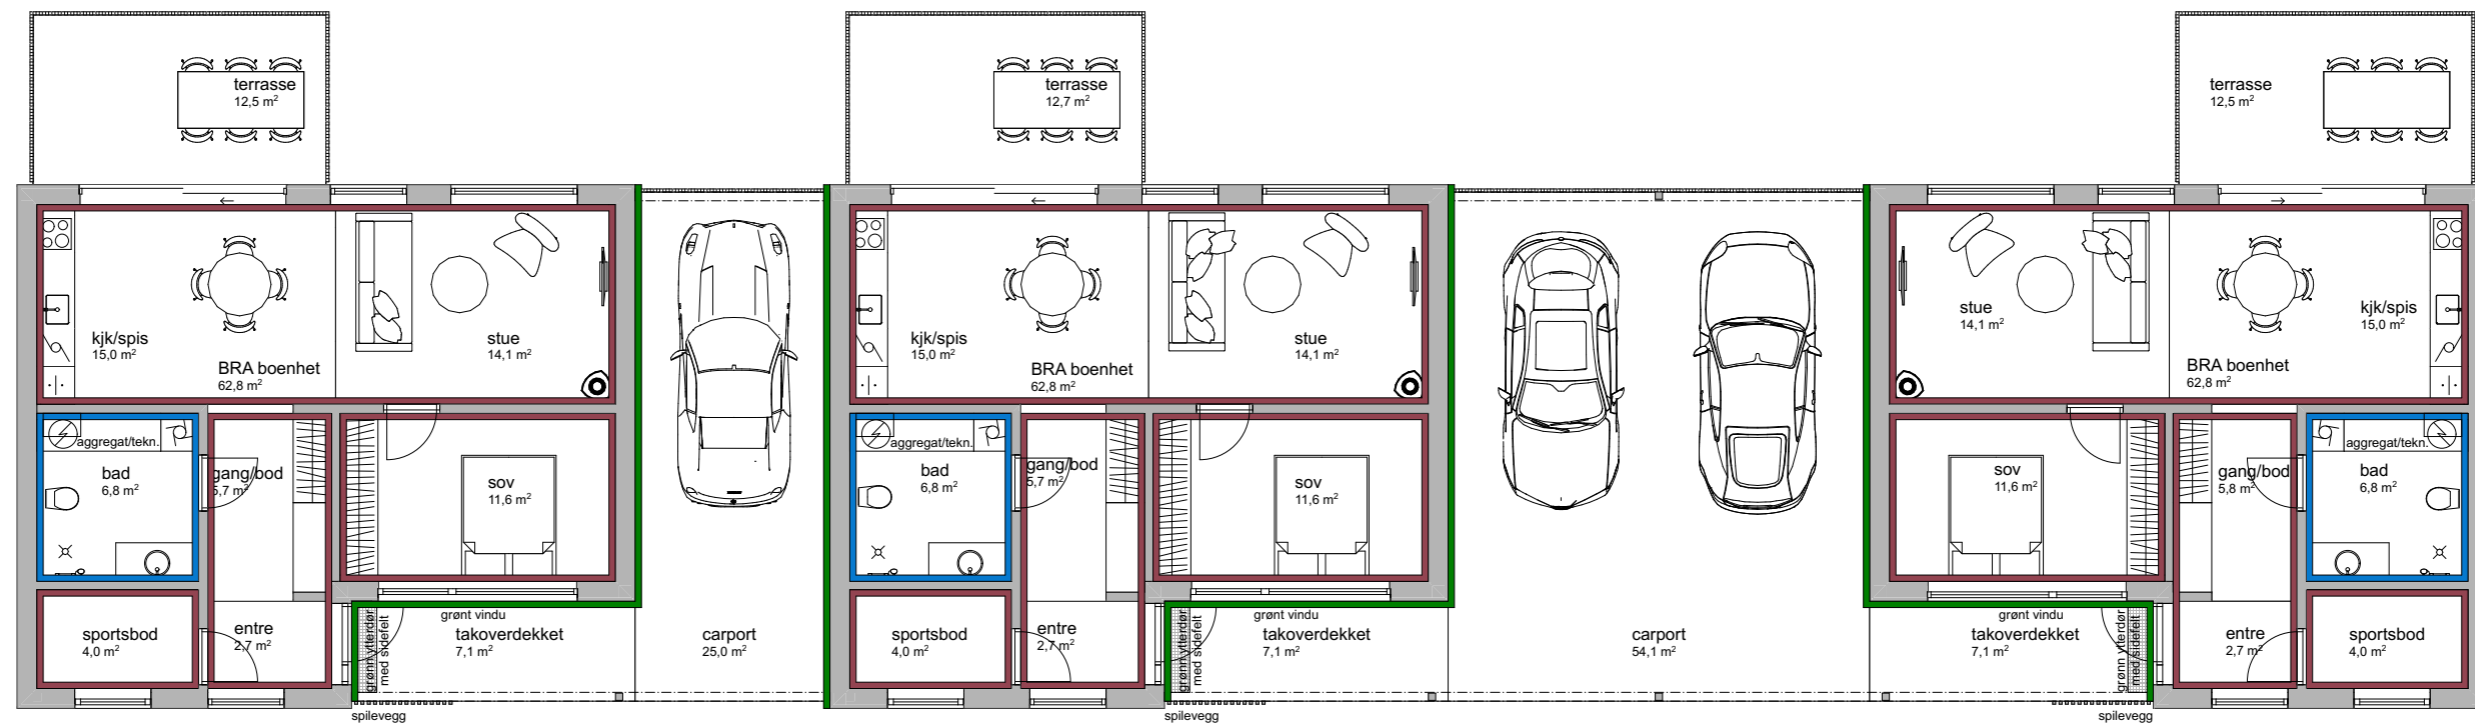 terrasse
12,5 m²
terrasse
12,7 m²
terrasse
12,5 m²
kjk/spis
15,0 m²
BRA boenhet
62,8 m²
stue
14,1 m²
kjk/spis
15,0 m²
BRA boenhet
62,8 m²
stue
14,1 m²
stue
14,1 m²
BRA boenhet
62,8 m²
kjk/spis
15,0 m²
aggregat/tekn.
bad
6,8 m²
gang/bod
5,7 m²
sov
11,6 m²
aggregat/tekn.
bad
6,8 m²
gang/bod
5,7 m²
sov
11,6 m²
sov
11,6 m²
gang/bod
5,8 m²
aggregat/tekn.
bad
6,8 m²
sportsbod
4,0 m²
entre
2,7 m²
grønn ytterdør
med sidefelt
grønt vindu
takoverdekket
7,1 m²
carport
25,0 m²
sportsbod
4,0 m²
entre
2,7 m²
grønn ytterdør
med sidefelt
grønt vindu
takoverdekket
7,1 m²
carport
54,1 m²
grønt vindu
takoverdekket
7,1 m²
grønn ytterdør
med sidefelt
entre
2,7 m²
sportsbod
4,0 m²
spilevegg
spilevegg
spilevegg